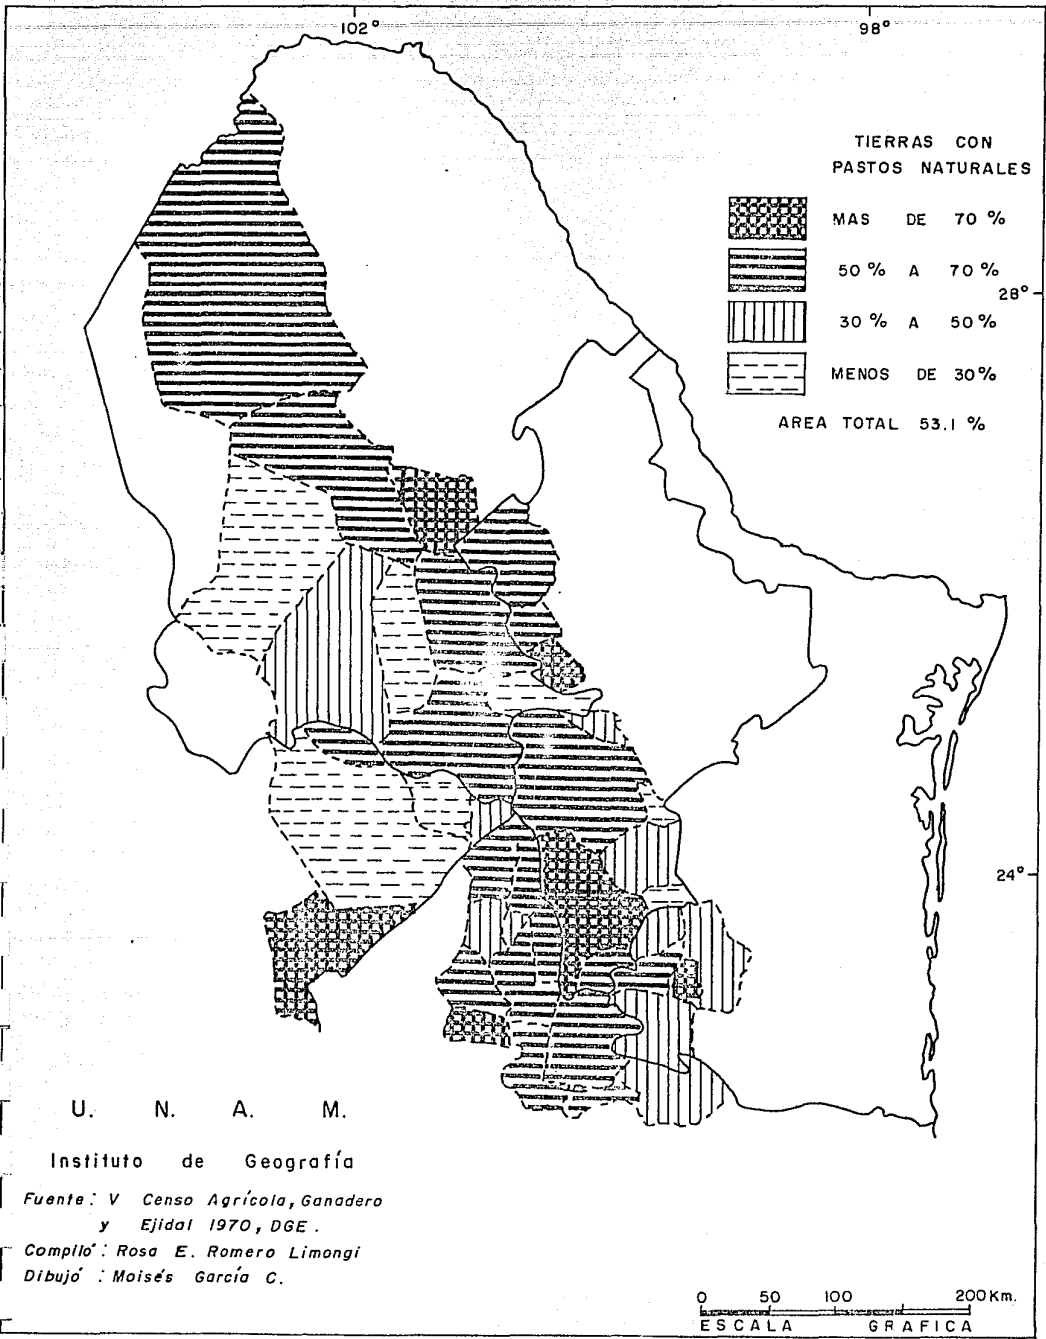 102°
98°
TIERRAS CON
PASTOS NATURALES
MAS DE 70 %
50 % A 70 %
28°
30 % A 50 %
MENOS DE 30 %
AREA TOTAL 53.1 %
24°
U. N. A. M.
Instituto de Geografía
Fuente: V Censo Agrícola, Ganadero
y Ejidal 1970, DGE.
Compiló: Rosa E. Romero Limongi
Dibujó: Moisés García C.
0 50 100 200 Km.
ESCALA GRAFICA